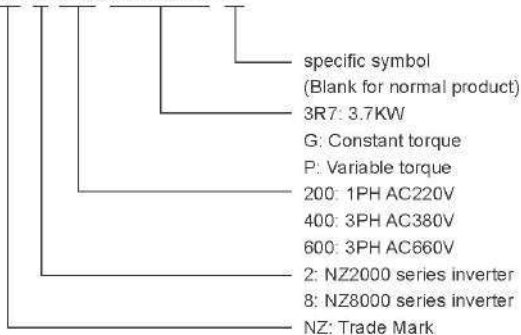 specific symbol
(Blank for normal product)
3R7: 3.7KW
G: Constant torque
P: Variable torque
200: 1PH AC220V
400: 3PH AC380V
600: 3PH AC660V
2: NZ2000 series inverter
8: NZ8000 series inverter
NZ: Trade Mark